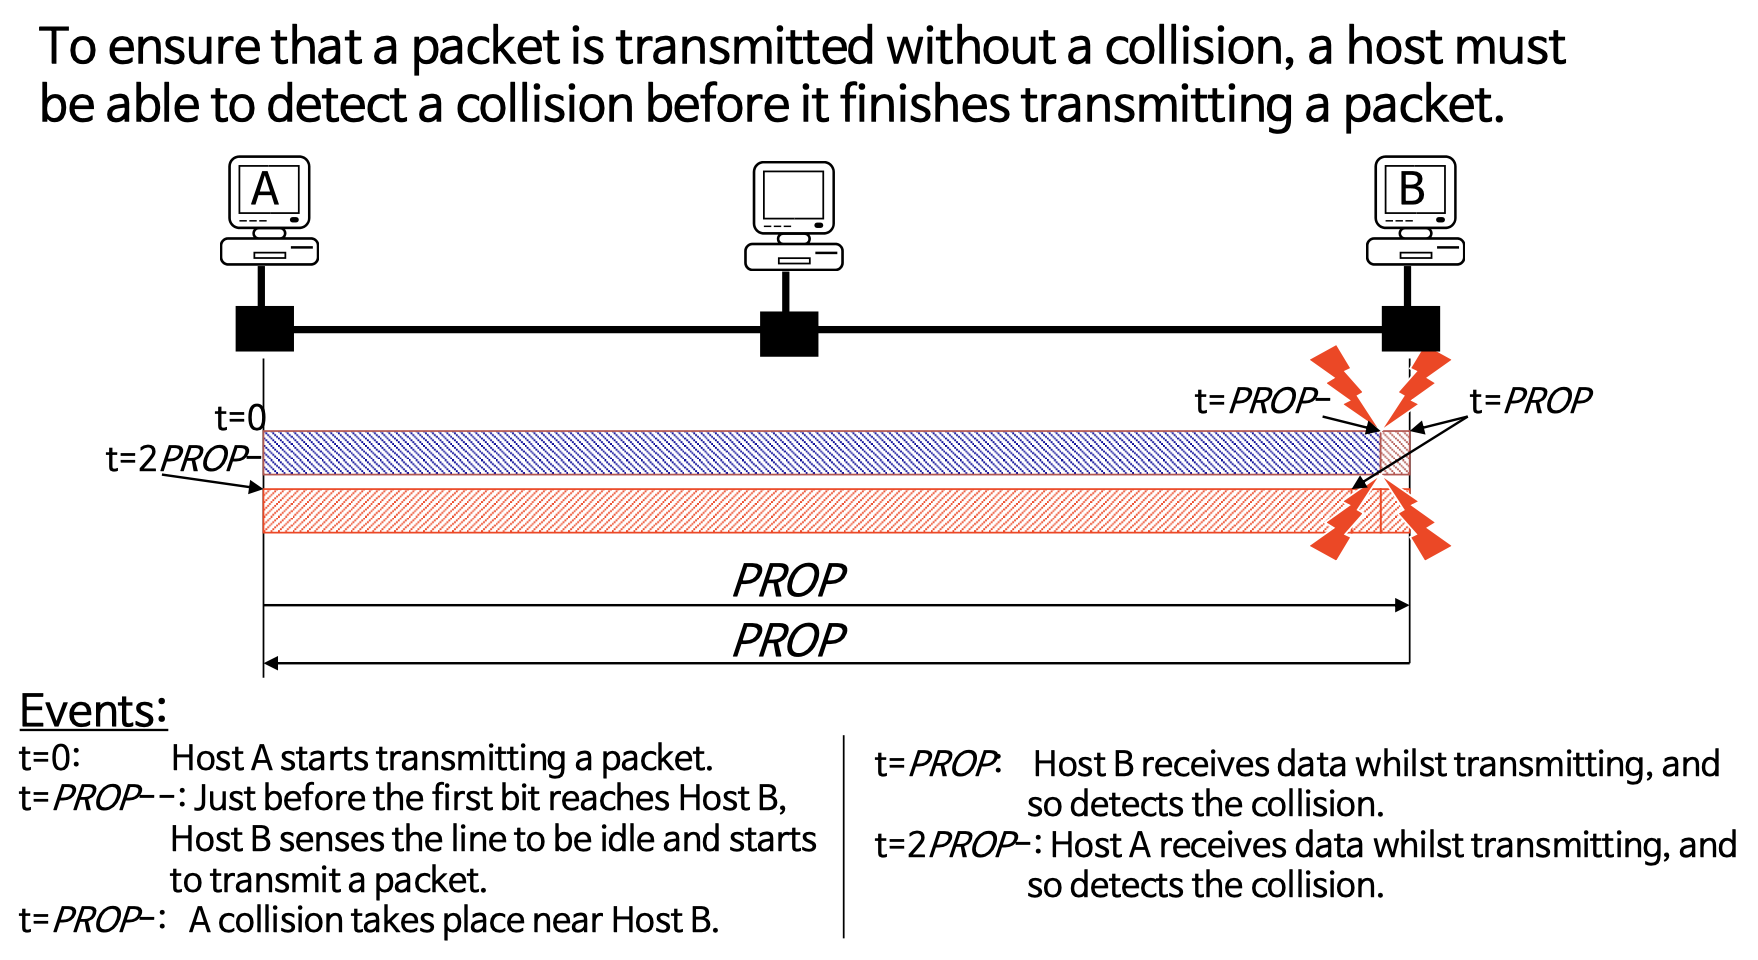 To ensure that a packet is transmitted without a collision, a host must
be able to detect a collision before it finishes transmitting a packet.
A
B
t=0
t=PROP-
t=PROP
t=2PROP-
PROP
PROP
Events:
t=0: Host A starts transmitting a packet.
t=PROP--: Just before the first bit reaches Host B,
Host B senses the line to be idle and starts
to transmit a packet.
t=PROP-: A collision takes place near Host B.
t=PROP: Host B receives data whilst transmitting, and
so detects the collision.
t=2PROP-: Host A receives data whilst transmitting, and
so detects the collision.